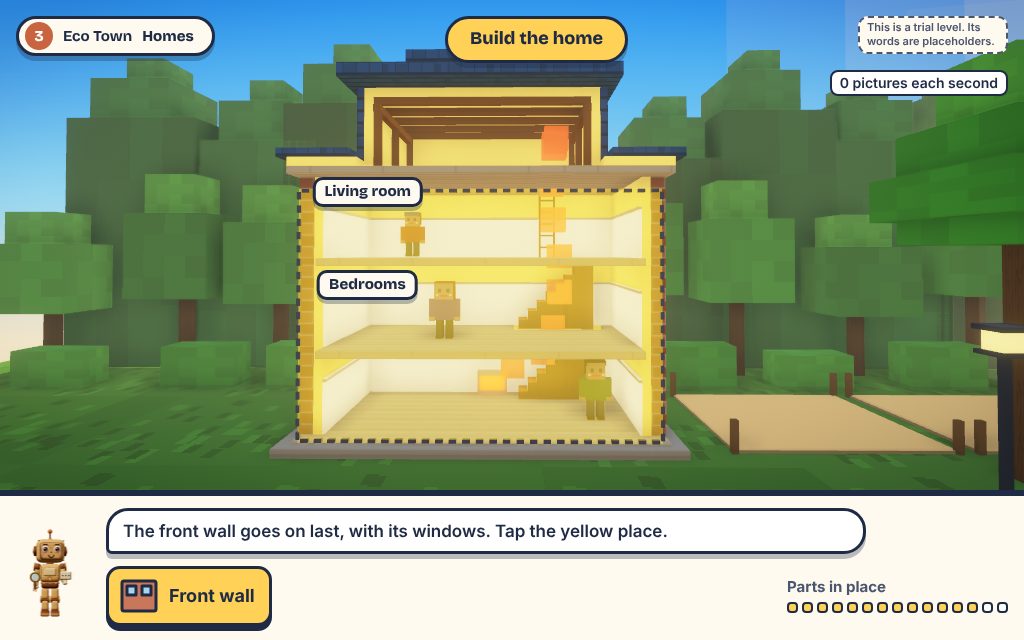 3 Eco Town Homes
Build the home
This is a trial level. Its
words are placeholders.
0 pictures each second
Living room
Bedrooms
The front wall goes on last, with its windows. Tap the yellow place.
Front wall
Parts in place